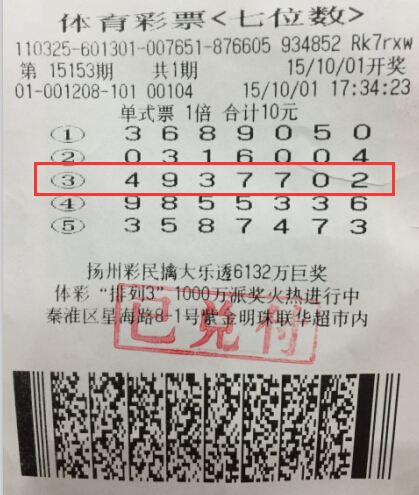 体育彩票<七位数>
110325-601301-007651-876605 934852 Rk7rxw
第 15153期 共1期 15/10/01开奖
01-001208-101 00104 15/10/01 17:34:23
单式票 1倍 合计10元
① 3 6 8 9 0 5 0
② 0 3 1 6 0 0 4
③ 4 9 3 7 7 0 2
④ 9 8 5 5 3 3 6
⑤ 3 5 8 7 4 7 3
扬州彩民擒大乐透6132万巨奖
体彩“排列3”1000万派奖火热进行中
秦淮区星海路8-1号紫金明珠联华超市内
已兑付